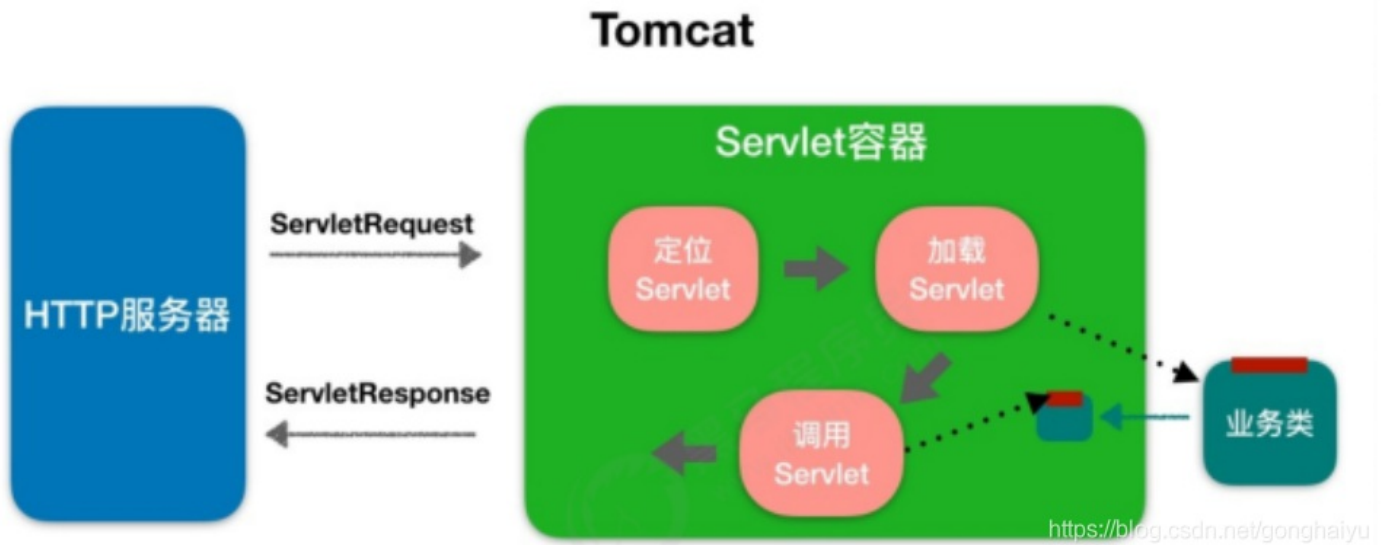 Tomcat
Servlet容器
ServletRequest
定位
Servlet
加载
Servlet
HTTP服务器
ServletResponse
调用
Servlet
业务类
https://blog.csdn.net/gonghaiyu